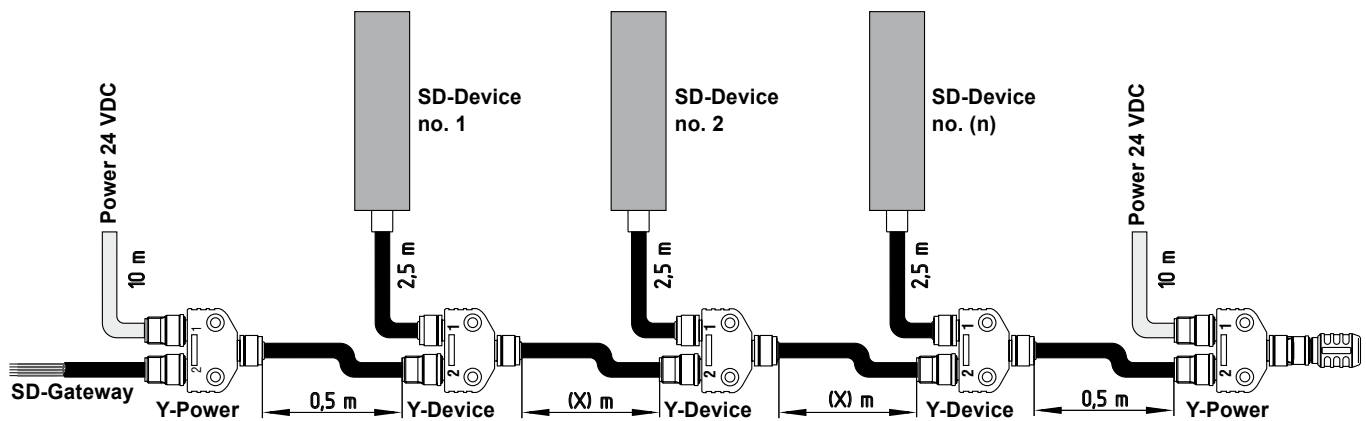 Power 24 VDC
10 m
SD-Device
no. 1
2,5 m
SD-Device
no. 2
2,5 m
SD-Device
no. (n)
2,5 m
Power 24 VDC
10 m
1
2
1
2
1
2
1
2
1
2
SD-Gateway
Y-Power
0,5 m
Y-Device
(X) m
Y-Device
(X) m
Y-Device
0,5 m
Y-Power